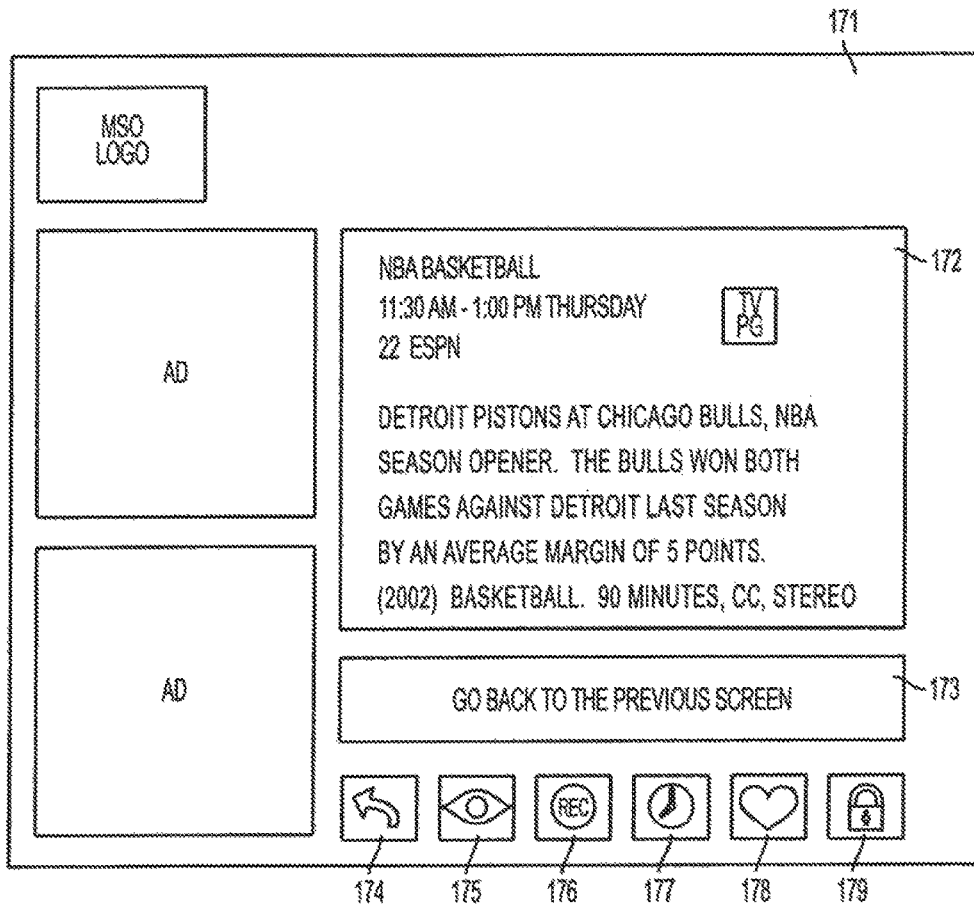 171
MSO
LOGO
AD
NBA BASKETBALL
11:30 AM - 1:00 PM THURSDAY
22 ESPN
TV
PG
172
DETROIT PISTONS AT CHICAGO BULLS, NBA
SEASON OPENER. THE BULLS WON BOTH
GAMES AGAINST DETROIT LAST SEASON
BY AN AVERAGE MARGIN OF 5 POINTS.
(2002) BASKETBALL. 90 MINUTES, CC, STEREO
AD
GO BACK TO THE PREVIOUS SCREEN
173
REC
174 175 176 177 178 179